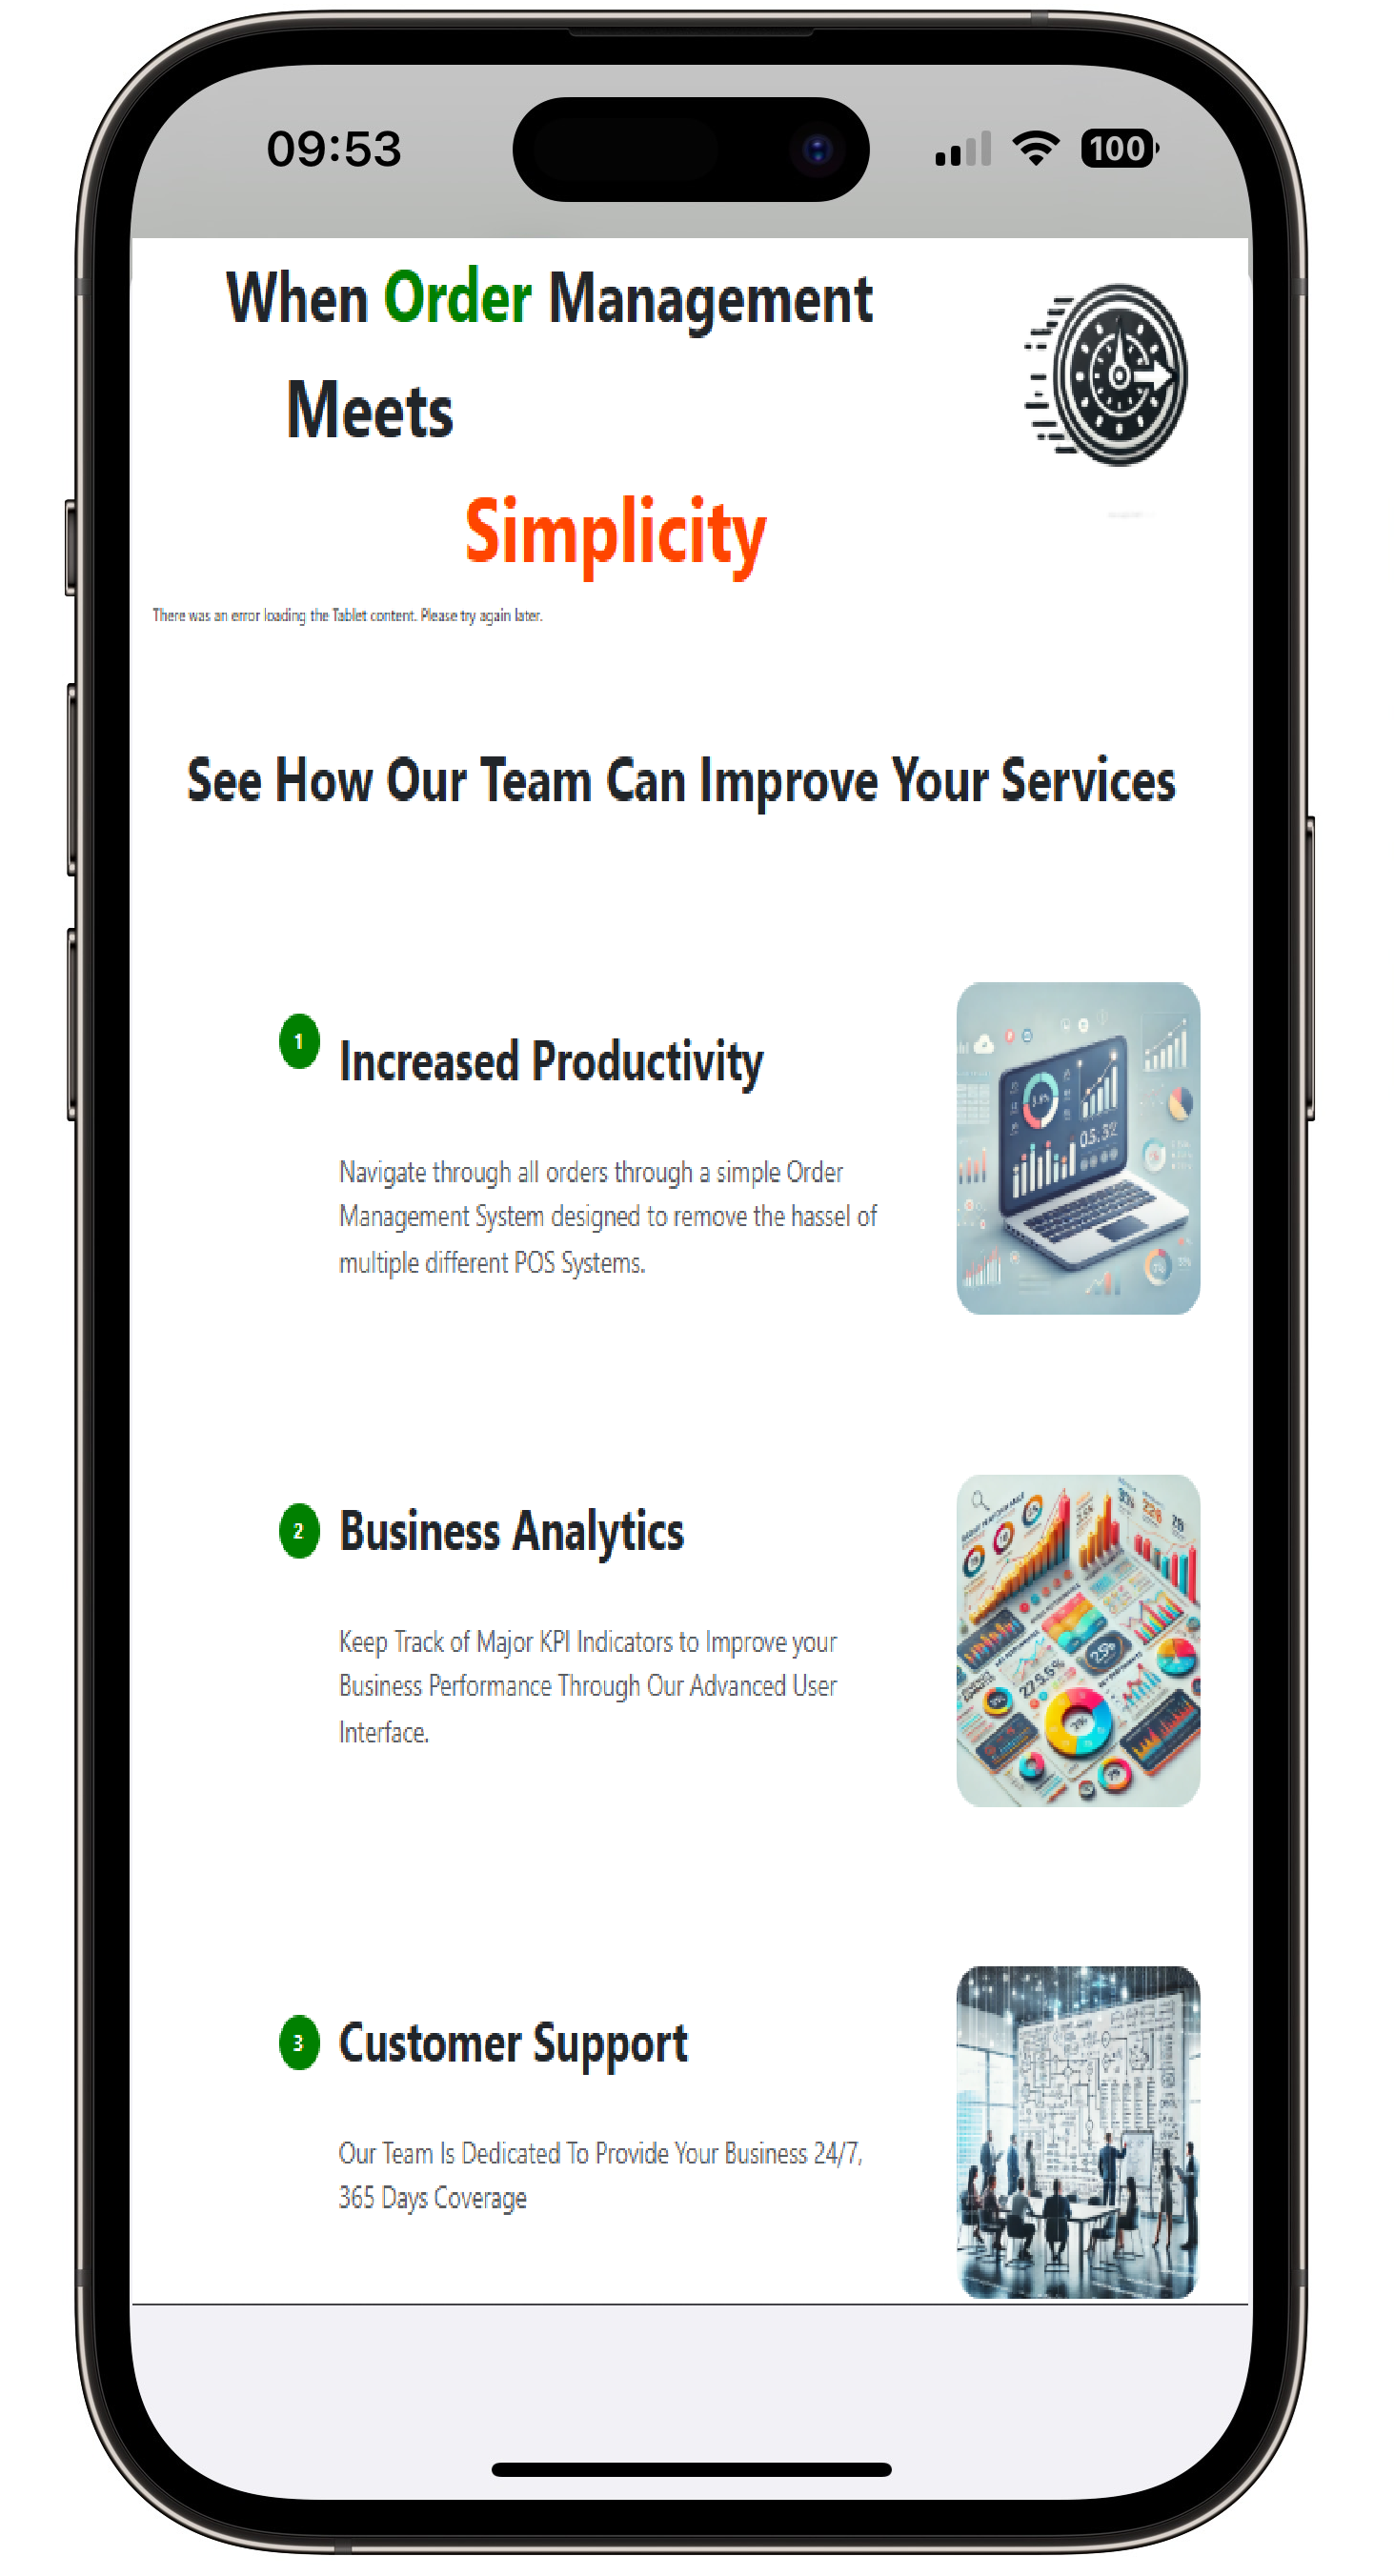 09:53
100
When Order Management
Meets
Simplicity
There was an error loading the Tablet content. Please try again later.
See How Our Team Can Improve Your Services
1
Increased Productivity
Navigate through all orders through a simple Order
Management System designed to remove the hassel of
multiple different POS Systems.
2
Business Analytics
Keep Track of Major KPI Indicators to Improve your
Business Performance Through Our Advanced User
Interface.
3
Customer Support
Our Team Is Dedicated To Provide Your Business 24/7,
365 Days Coverage